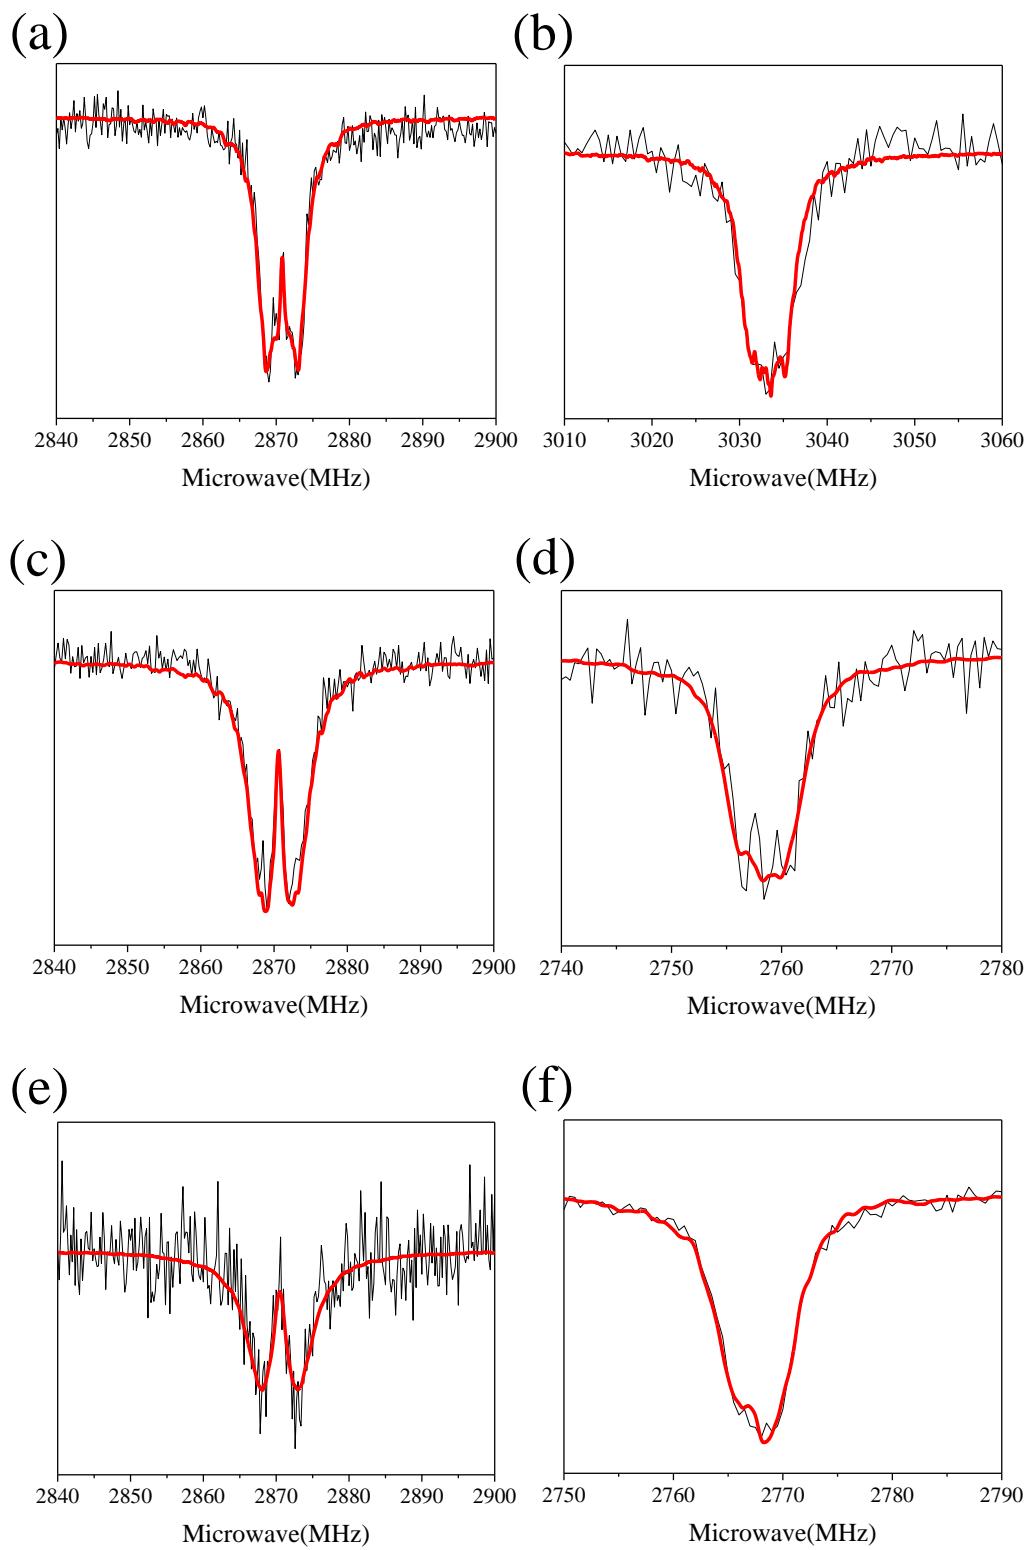 (a) (b)
2840 2850 2860 2870 2880 2890 2900 3010 3020 3030 3040 3050 3060
Microwave(MHz) Microwave(MHz)
(c) (d)
2840 2850 2860 2870 2880 2890 2900 2740 2750 2760 2770 2780
Microwave(MHz) Microwave(MHz)
(e) (f)
2840 2850 2860 2870 2880 2890 2900 2750 2760 2770 2780 2790
Microwave(MHz) Microwave(MHz)